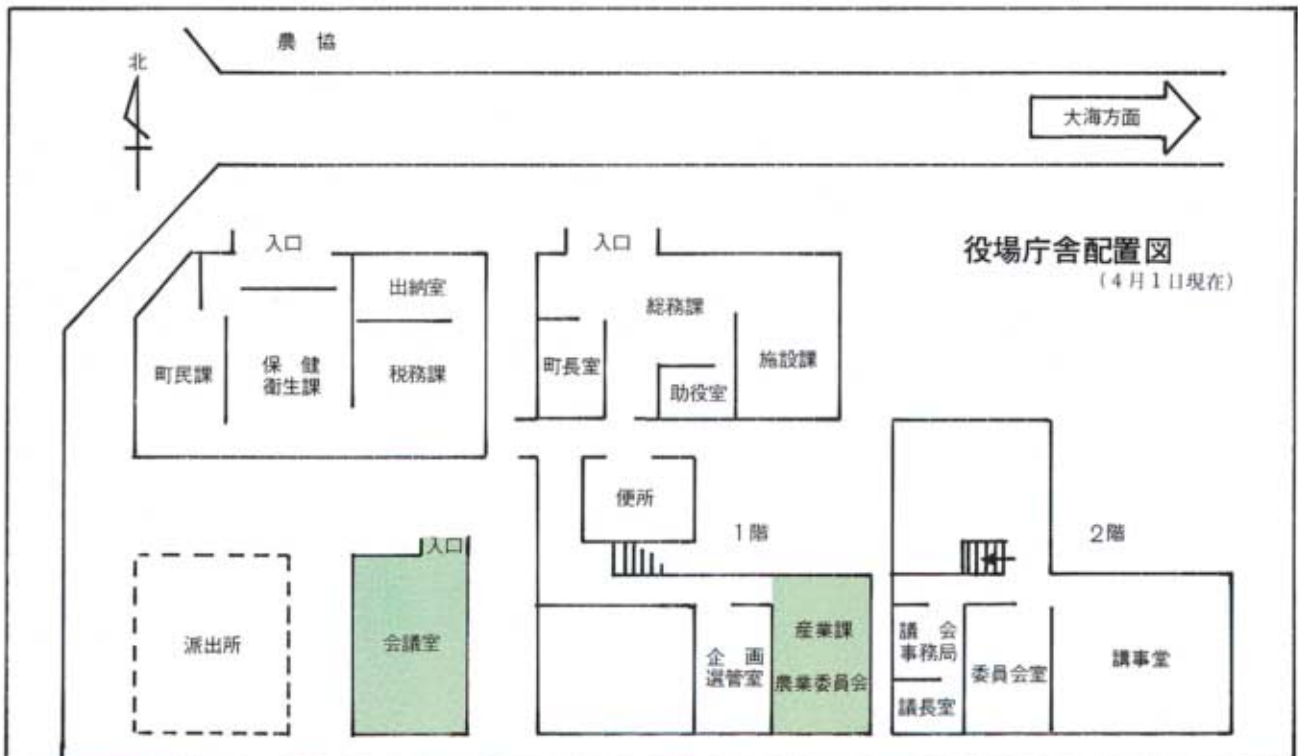 農協
北
大海方面
役場庁舎配置図
(4月1日現在)
入口
入口
出納室
総務課
町民課
保健
衛生課
税務課
町長室
助役室
施設課
便所
1階
2階
入口
派出所
会議室
企画
選管室
産業課
農業委員会
議会
事務局
議長室
委員会室
講事堂